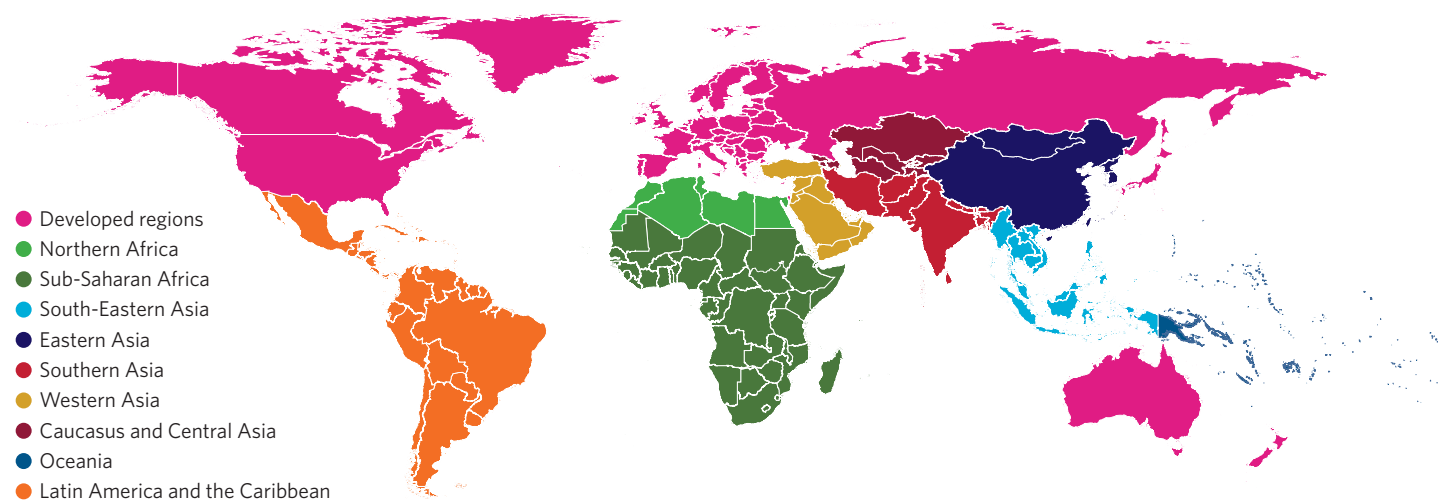 Developed regions
Northern Africa
Sub-Saharan Africa
South-Eastern Asia
Eastern Asia
Southern Asia
Western Asia
Caucasus and Central Asia
Oceania
Latin America and the Caribbean